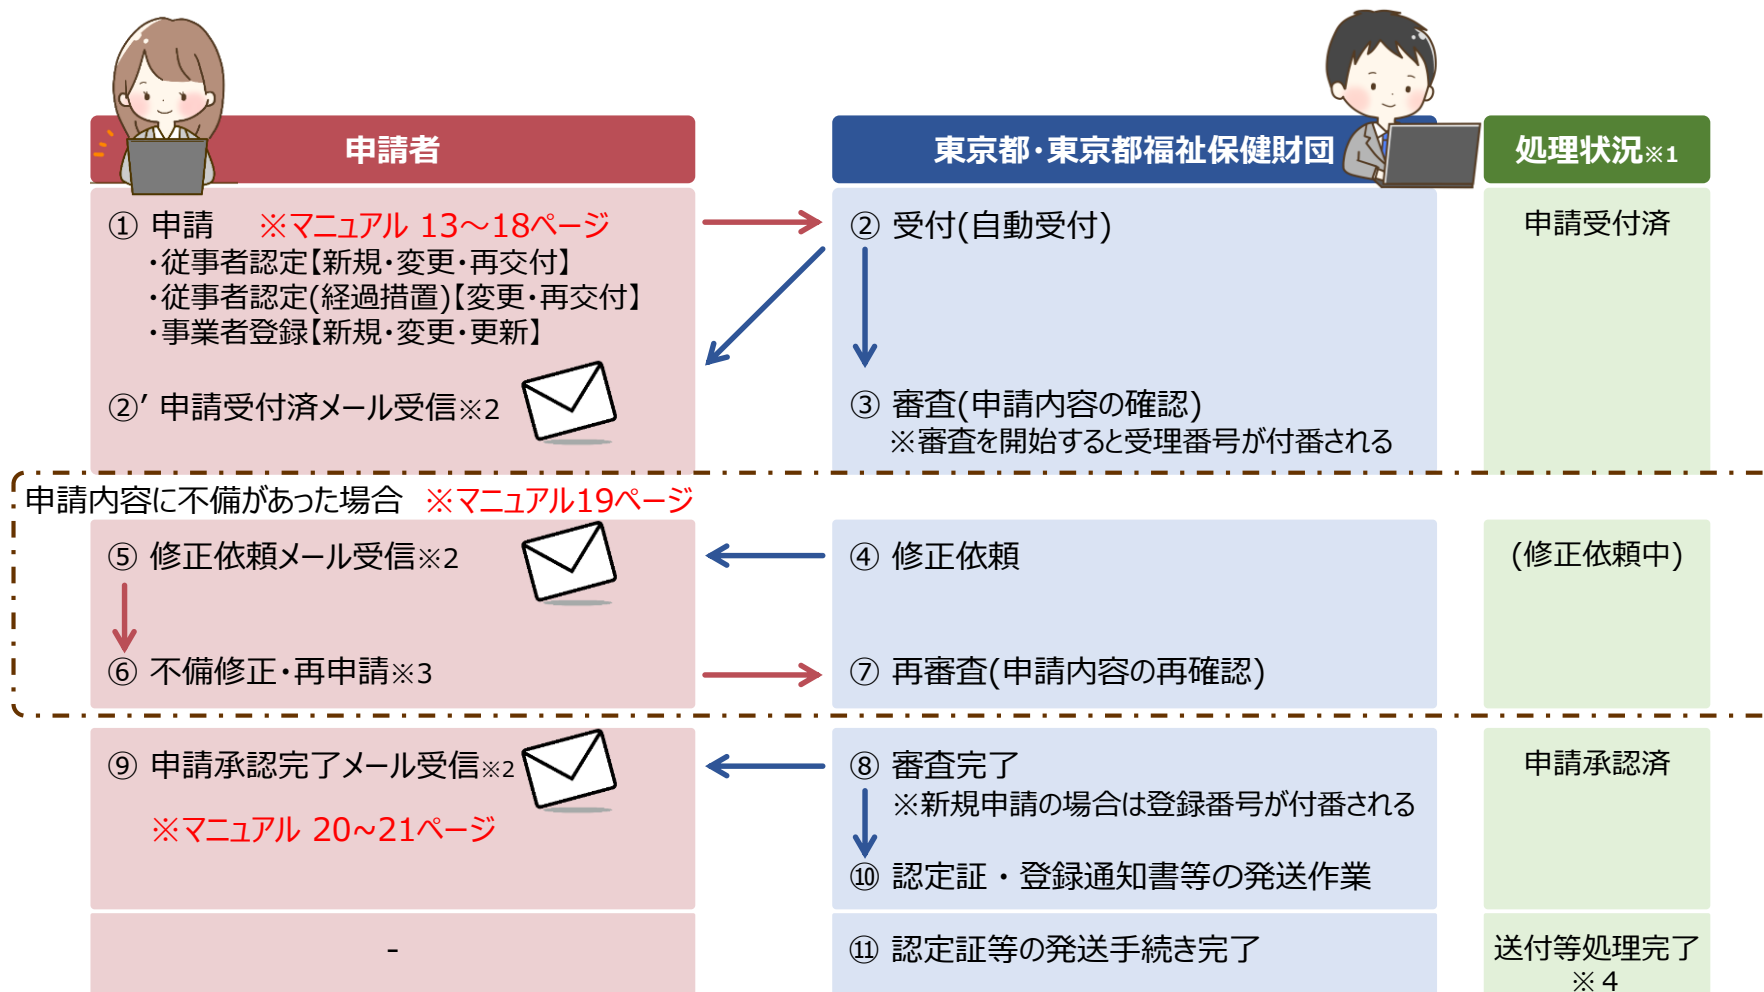 申請者
東京都・東京都福祉保健財団
処理状況※1
① 申請 ※マニュアル 13～18ページ
・従事者認定【新規・変更・再交付】
・従事者認定(経過措置)【変更・再交付】
・事業者登録【新規・変更・更新】
② 受付(自動受付)
申請受付済
②’ 申請受付済メール受信※2
③ 審査(申請内容の確認)
※審査を開始すると受理番号が付番される
申請内容に不備があった場合 ※マニュアル19ページ
⑤ 修正依頼メール受信※2
④ 修正依頼
(修正依頼中)
⑥ 不備修正・再申請※3
⑦ 再審査(申請内容の再確認)
⑨ 申請承認完了メール受信※2
※マニュアル 20~21ページ
⑧ 審査完了
※新規申請の場合は登録番号が付番される
申請承認済
⑩ 認定証・登録通知書等の発送作業
-
⑪ 認定証等の発送手続き完了
送付等処理完了
※４